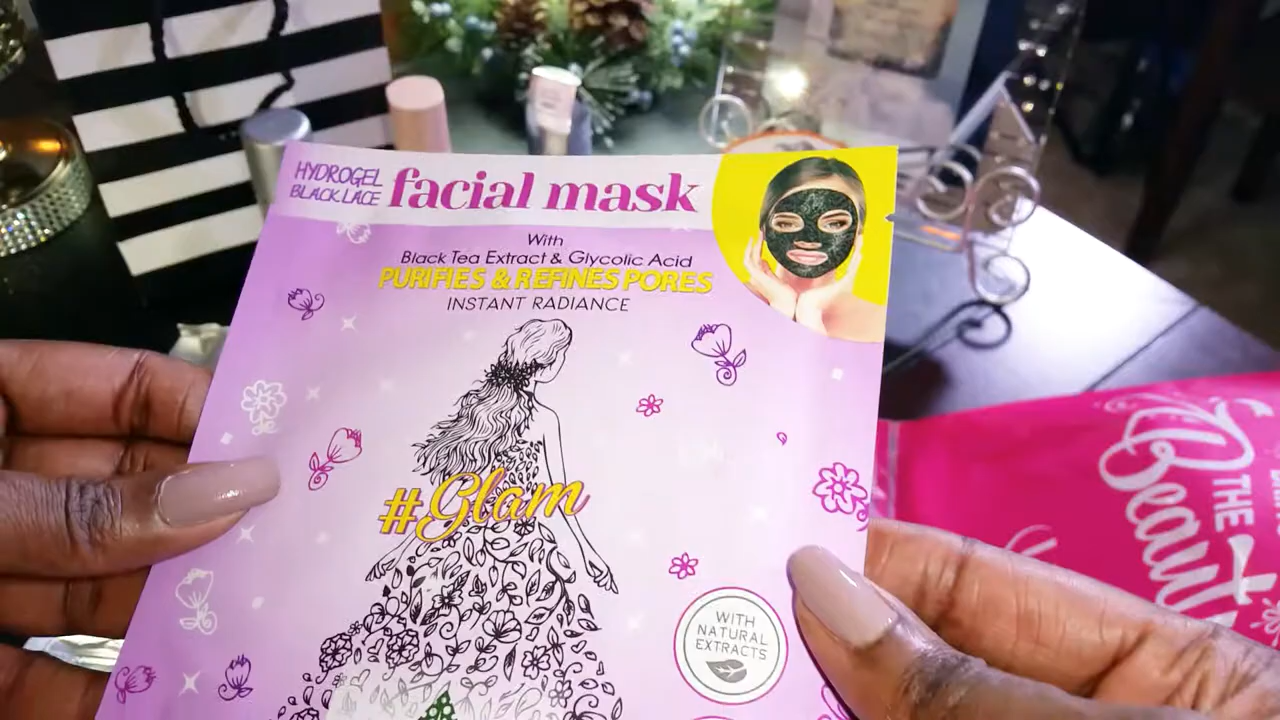 HYDROGEL
BLACK LACE
facial mask
With
Black Tea Extract & Glycolic Acid
PURIFIES & REFINES PORES
INSTANT RADIANCE
#Glam
WITH
NATURAL
EXTRACTS
THE